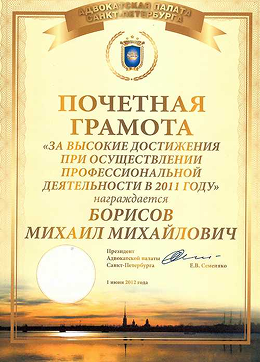 АДВОКАТСКАЯ ПАЛАТА
САНКТ-ПЕТЕРБУРГА
ПОЧЕТНАЯ
ГРАМОТА
«ЗА ВЫСОКИЕ ДОСТИЖЕНИЯ
ПРИ ОСУЩЕСТВЛЕНИИ
ПРОФЕССИОНАЛЬНОЙ
ДЕЯТЕЛЬНОСТИ В 2011 ГОДУ»
награждается
БОРИСОВ
МИХАИЛ МИХАЙЛОВИЧ
Президент
Адвокатской палаты
Санкт-Петербурга Е.В. Семеняко
1 июня 2012 года